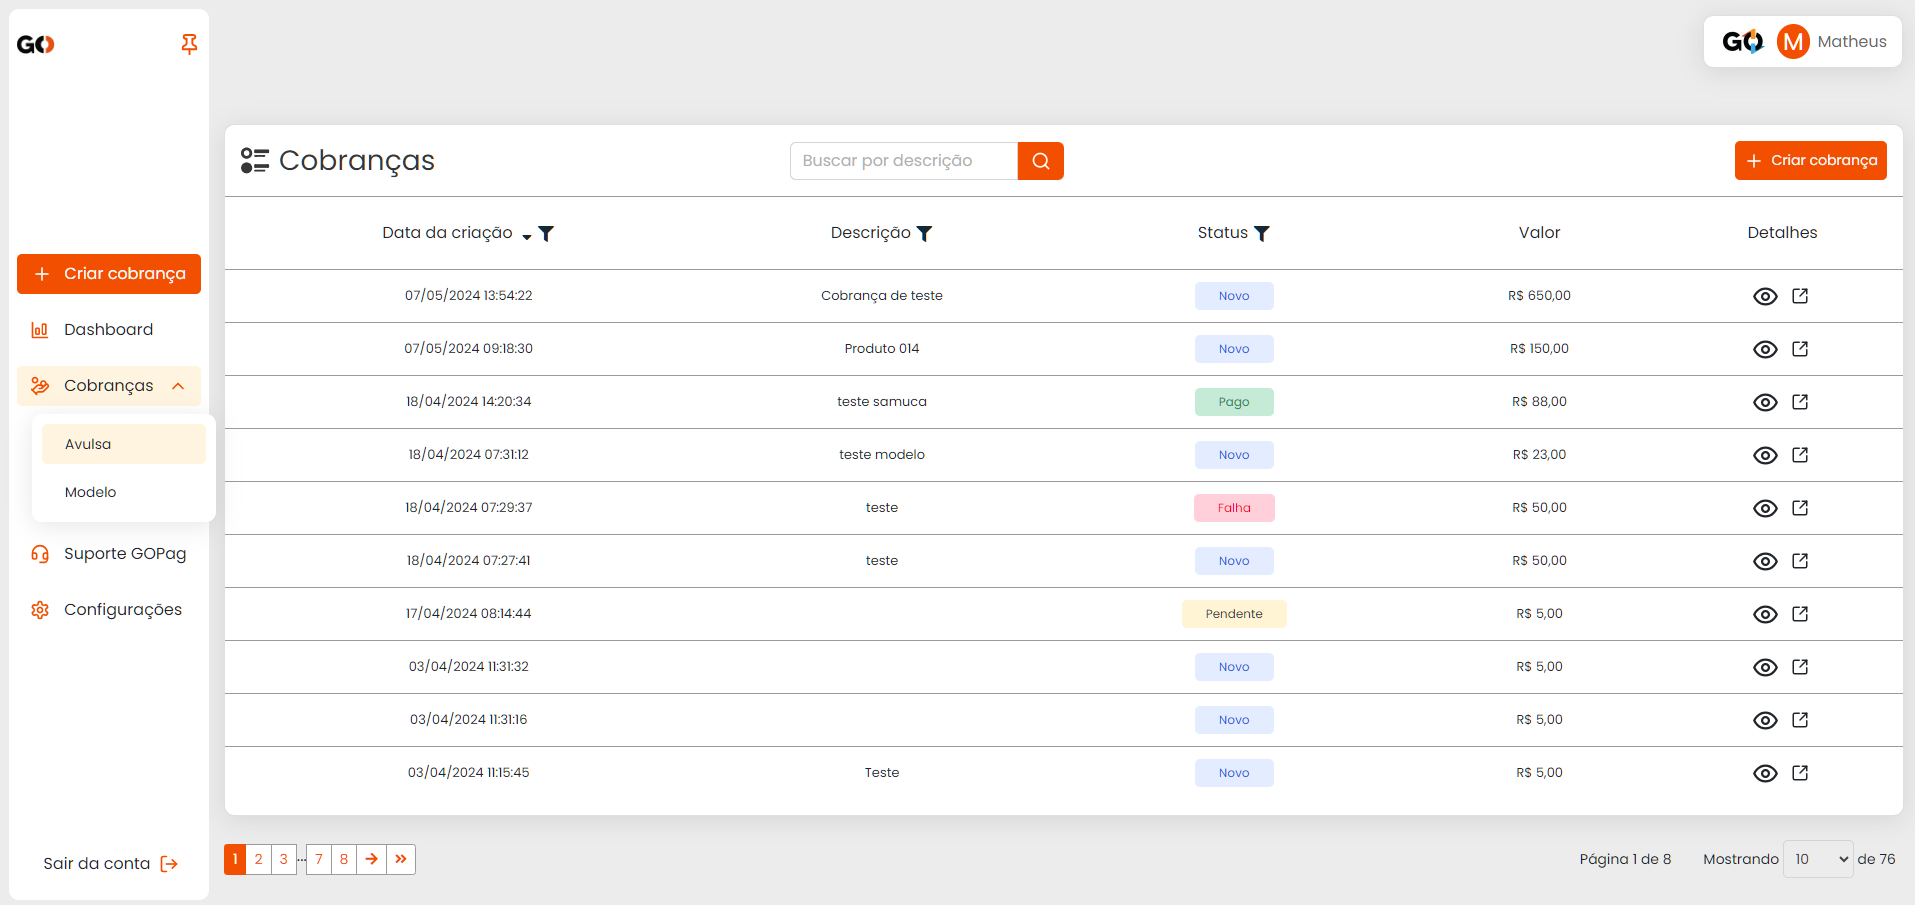 GO
GO M Matheus
Cobranças
Buscar por descrição
+ Criar cobrança
Data da criação Descrição Status Valor Detalhes
07/05/2024 13:54:22 Cobrança de teste Novo R$ 650,00
07/05/2024 09:18:30 Produto 014 Novo R$ 150,00
18/04/2024 14:20:34 teste samuca Pago R$ 88,00
18/04/2024 07:31:12 teste modelo Novo R$ 23,00
18/04/2024 07:29:37 teste Falha R$ 50,00
18/04/2024 07:27:41 teste Novo R$ 50,00
17/04/2024 08:14:44 Pendente R$ 5,00
03/04/2024 11:31:32 Novo R$ 5,00
03/04/2024 11:31:16 Novo R$ 5,00
03/04/2024 11:15:45 Teste Novo R$ 5,00
+ Criar cobrança
Dashboard
Cobranças
Avulsa
Modelo
Suporte GOPag
Configurações
Sair da conta
1 2 3 ... 7 8
Página 1 de 8
Mostrando 10 de 76